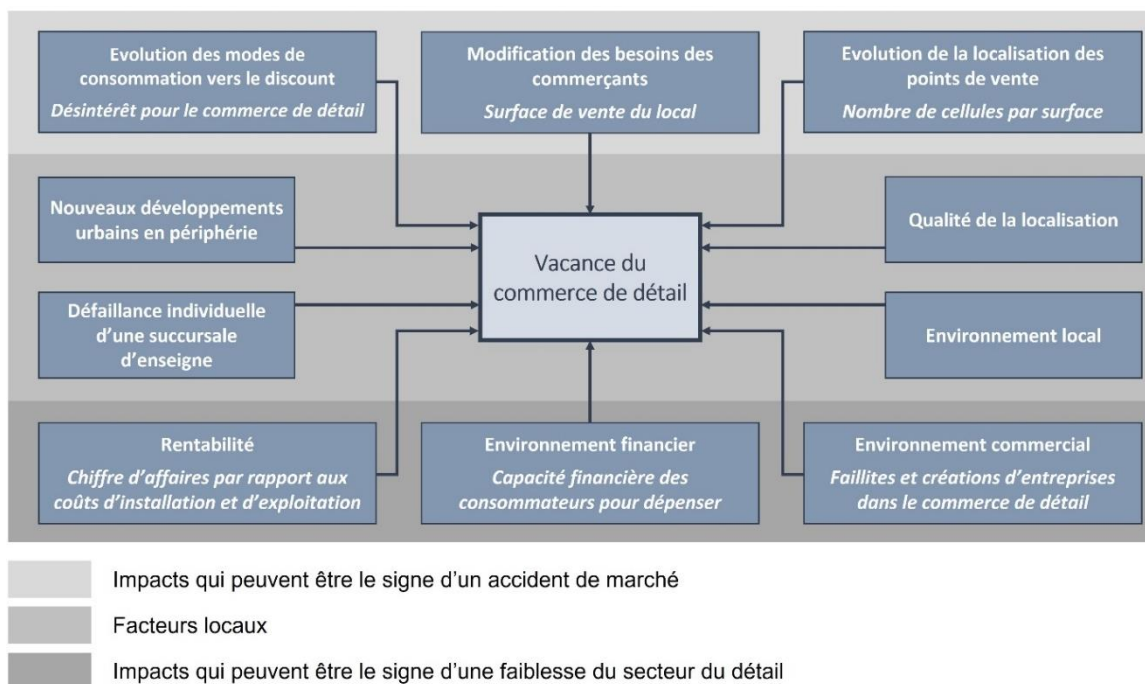 Evolution des modes de
consommation vers le discount
Désintérêt pour le commerce de détail
Modification des besoins des
commerçants
Surface de vente du local
Evolution de la localisation des
points de vente
Nombre de cellules par surface
Nouveaux développements
urbains en périphérie
Qualité de la localisation
Vacance du
commerce de détail
Défaillance individuelle
d'une succursale
d'enseigne
Environnement local
Rentabilité
Chiffre d'affaires par rapport aux
coûts d'installation et d'exploitation
Environnement financier
Capacité financière des
consommateurs pour dépenser
Environnement commercial
Faillites et créations d'entreprises
dans le commerce de détail
Impacts qui peuvent être le signe d'un accident de marché
Facteurs locaux
Impacts qui peuvent être le signe d'une faiblesse du secteur du détail